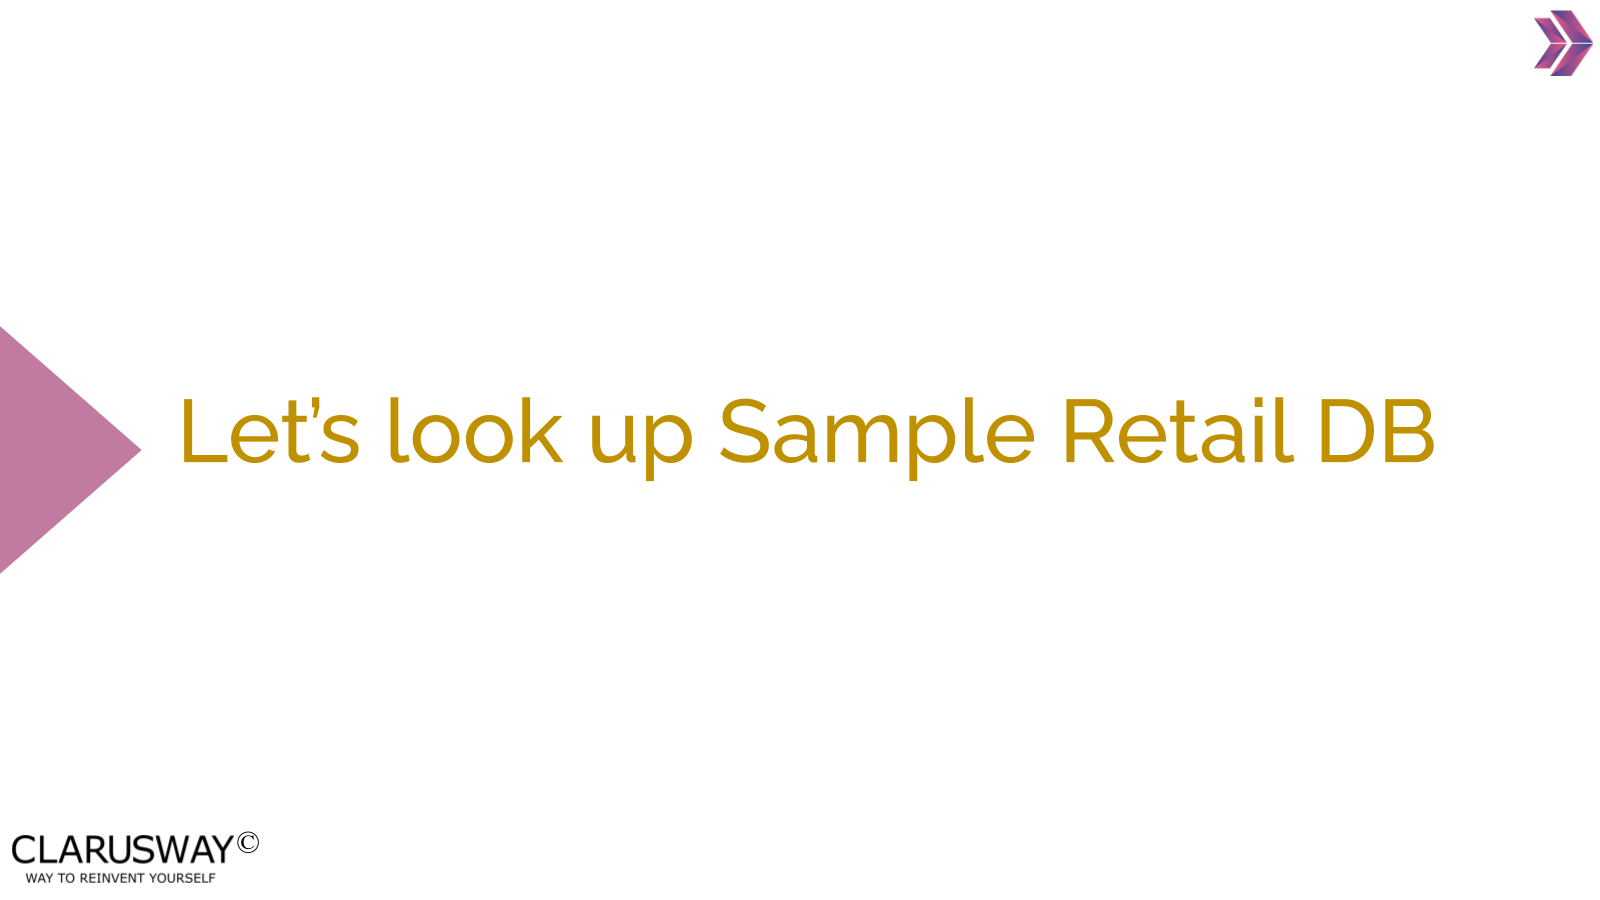 Let’s look up Sample Retail DB
CLARUSWAY©
WAY TO REINVENT YOURSELF